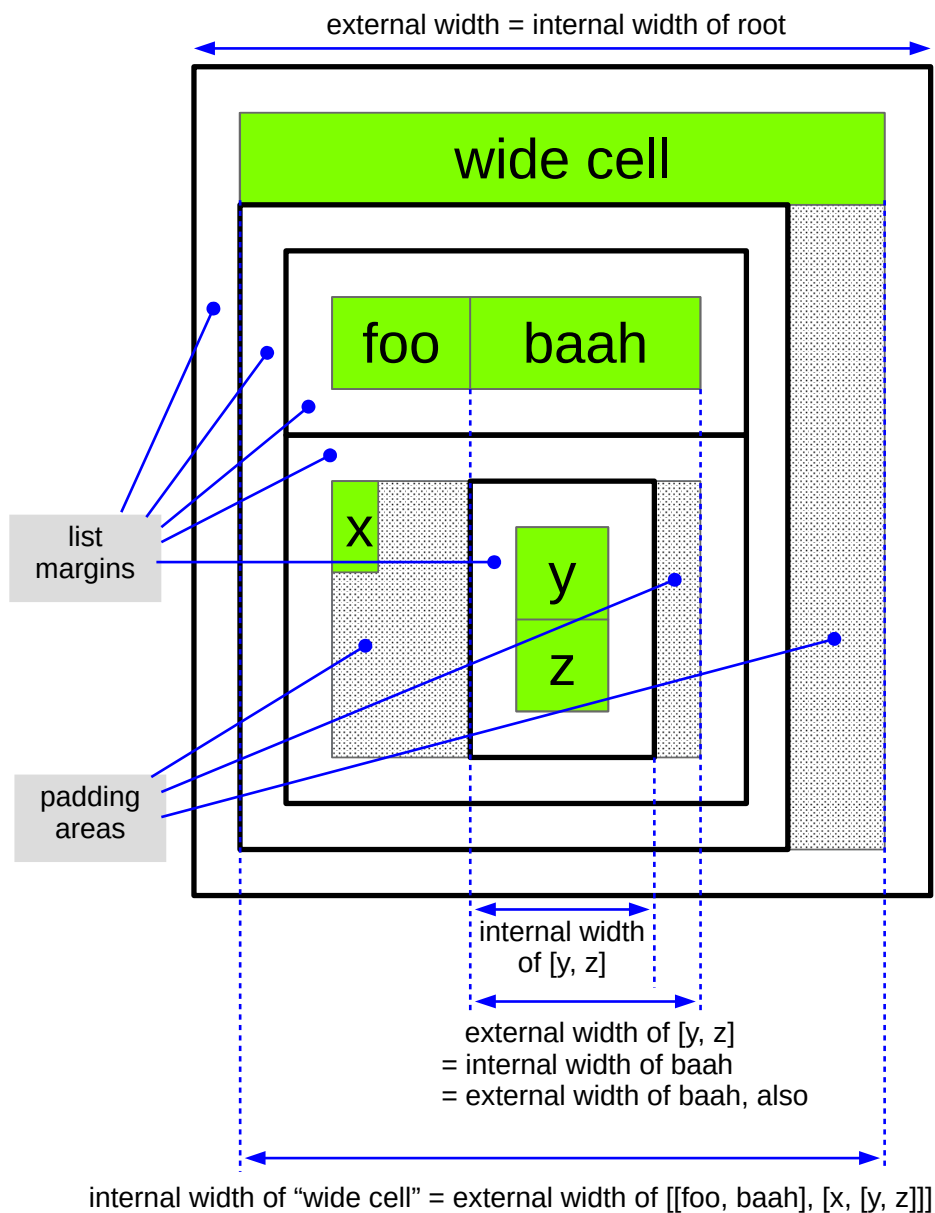 external width = internal width of root
wide cell
foo
baah
x
list
margins
y
z
padding
areas
internal width
of [y, z]
external width of [y, z]
= internal width of baah
= external width of baah, also
internal width of “wide cell” = external width of [[foo, baah], [x, [y, z]]]